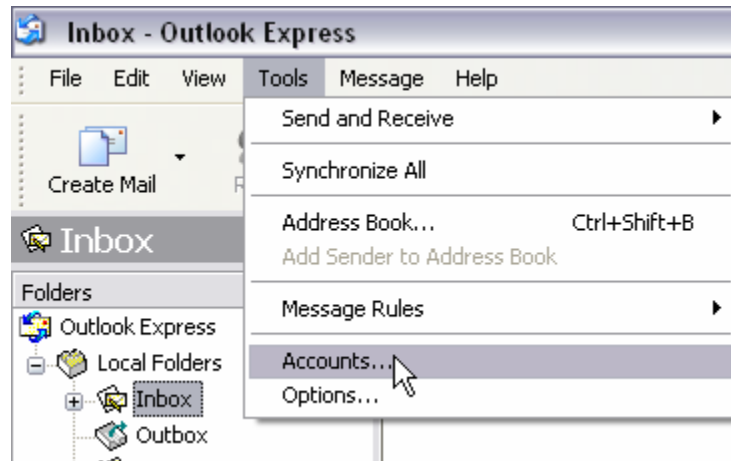 Inbox - Outlook Express
File Edit View Tools Message Help
Send and Receive
Synchronize All
Create Mail
Address Book... Ctrl+Shift+B
Inbox
Add Sender to Address Book
Folders
Message Rules
Outlook Express
Local Folders
Accounts...
Inbox
Options...
Outbox